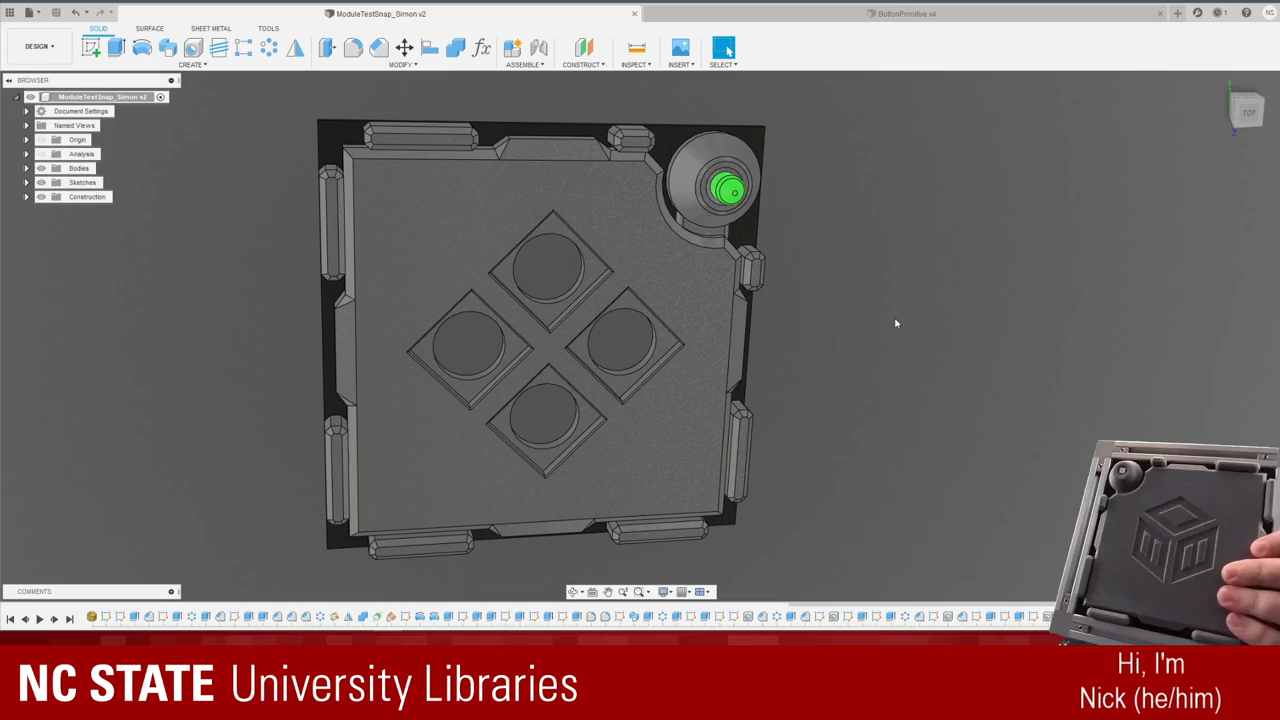 ModuleTestSnap_Simon v2
ButtonPrimitive v4
1
NS
SOLID
SURFACE
SHEET METAL
TOOLS
DESIGN
CREATE
MODIFY
ASSEMBLE
CONSTRUCT
INSPECT
INSERT
SELECT
BROWSER
ModuleTestSnap_Simon v2
Document Settings
Named Views
Origin
Analysis
Bodies
Sketches
Construction
TOP
Z
COMMENTS
NC STATE University Libraries
Hi, I'm
Nick (he/him)